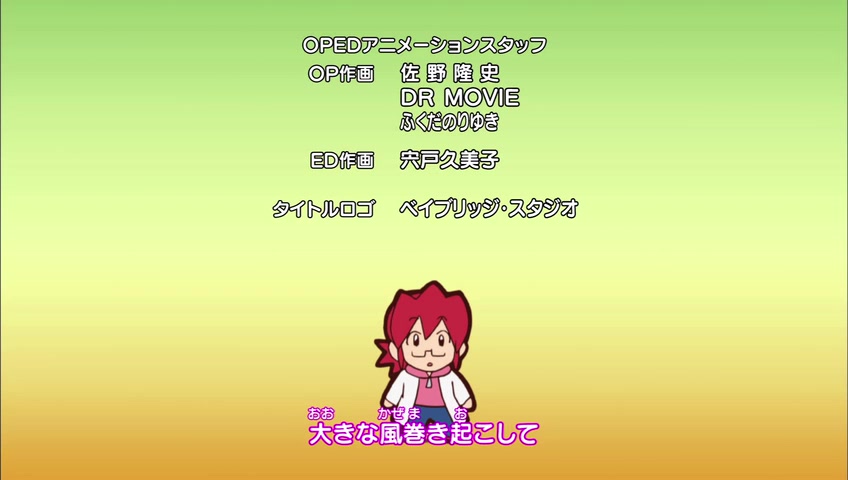 OPEDアニメーションスタッフ
OP作画 佐野隆史
DR MOVIE
ふくだのりゆき
ED作画 宍戸久美子
タイトルロゴ ベイブリッジ・スタジオ
おお かぜま お
大きな風巻き起こして